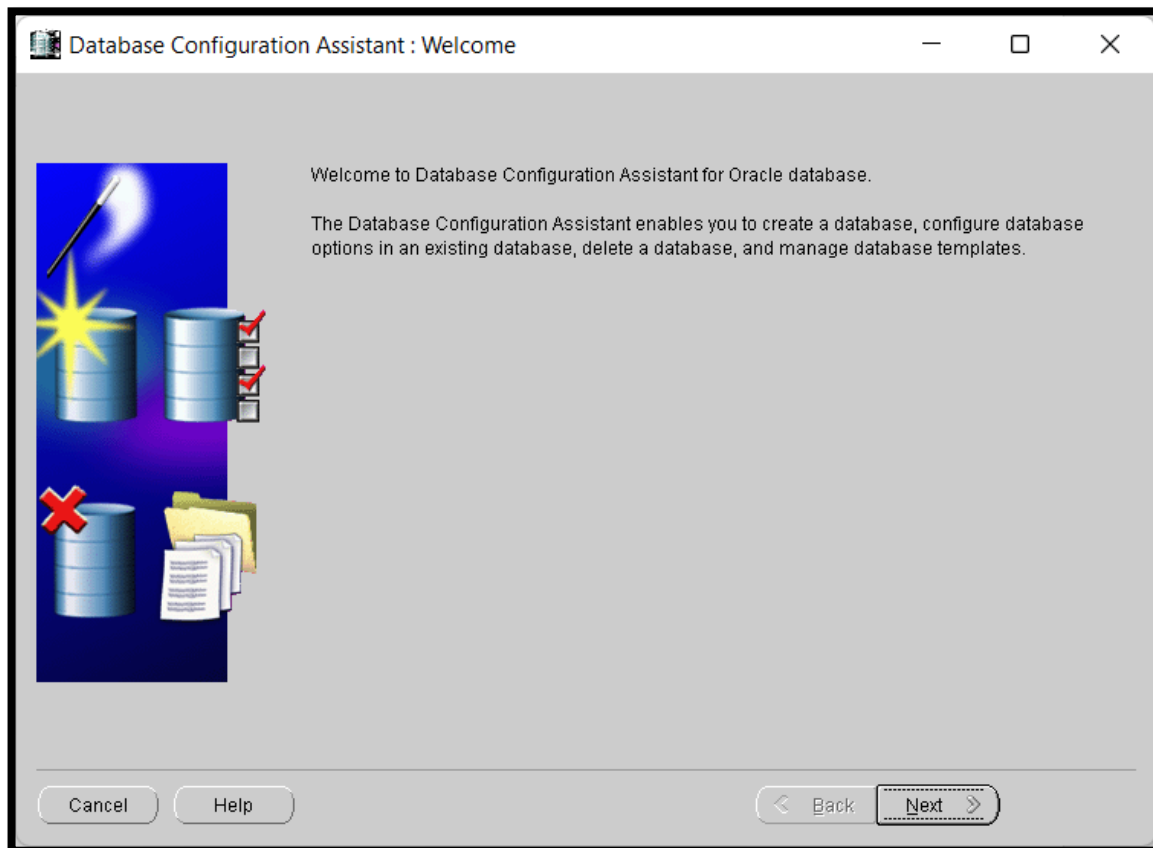 Database Configuration Assistant : Welcome
Welcome to Database Configuration Assistant for Oracle database.
The Database Configuration Assistant enables you to create a database, configure database
options in an existing database, delete a database, and manage database templates.
Cancel
Help
Back
Next